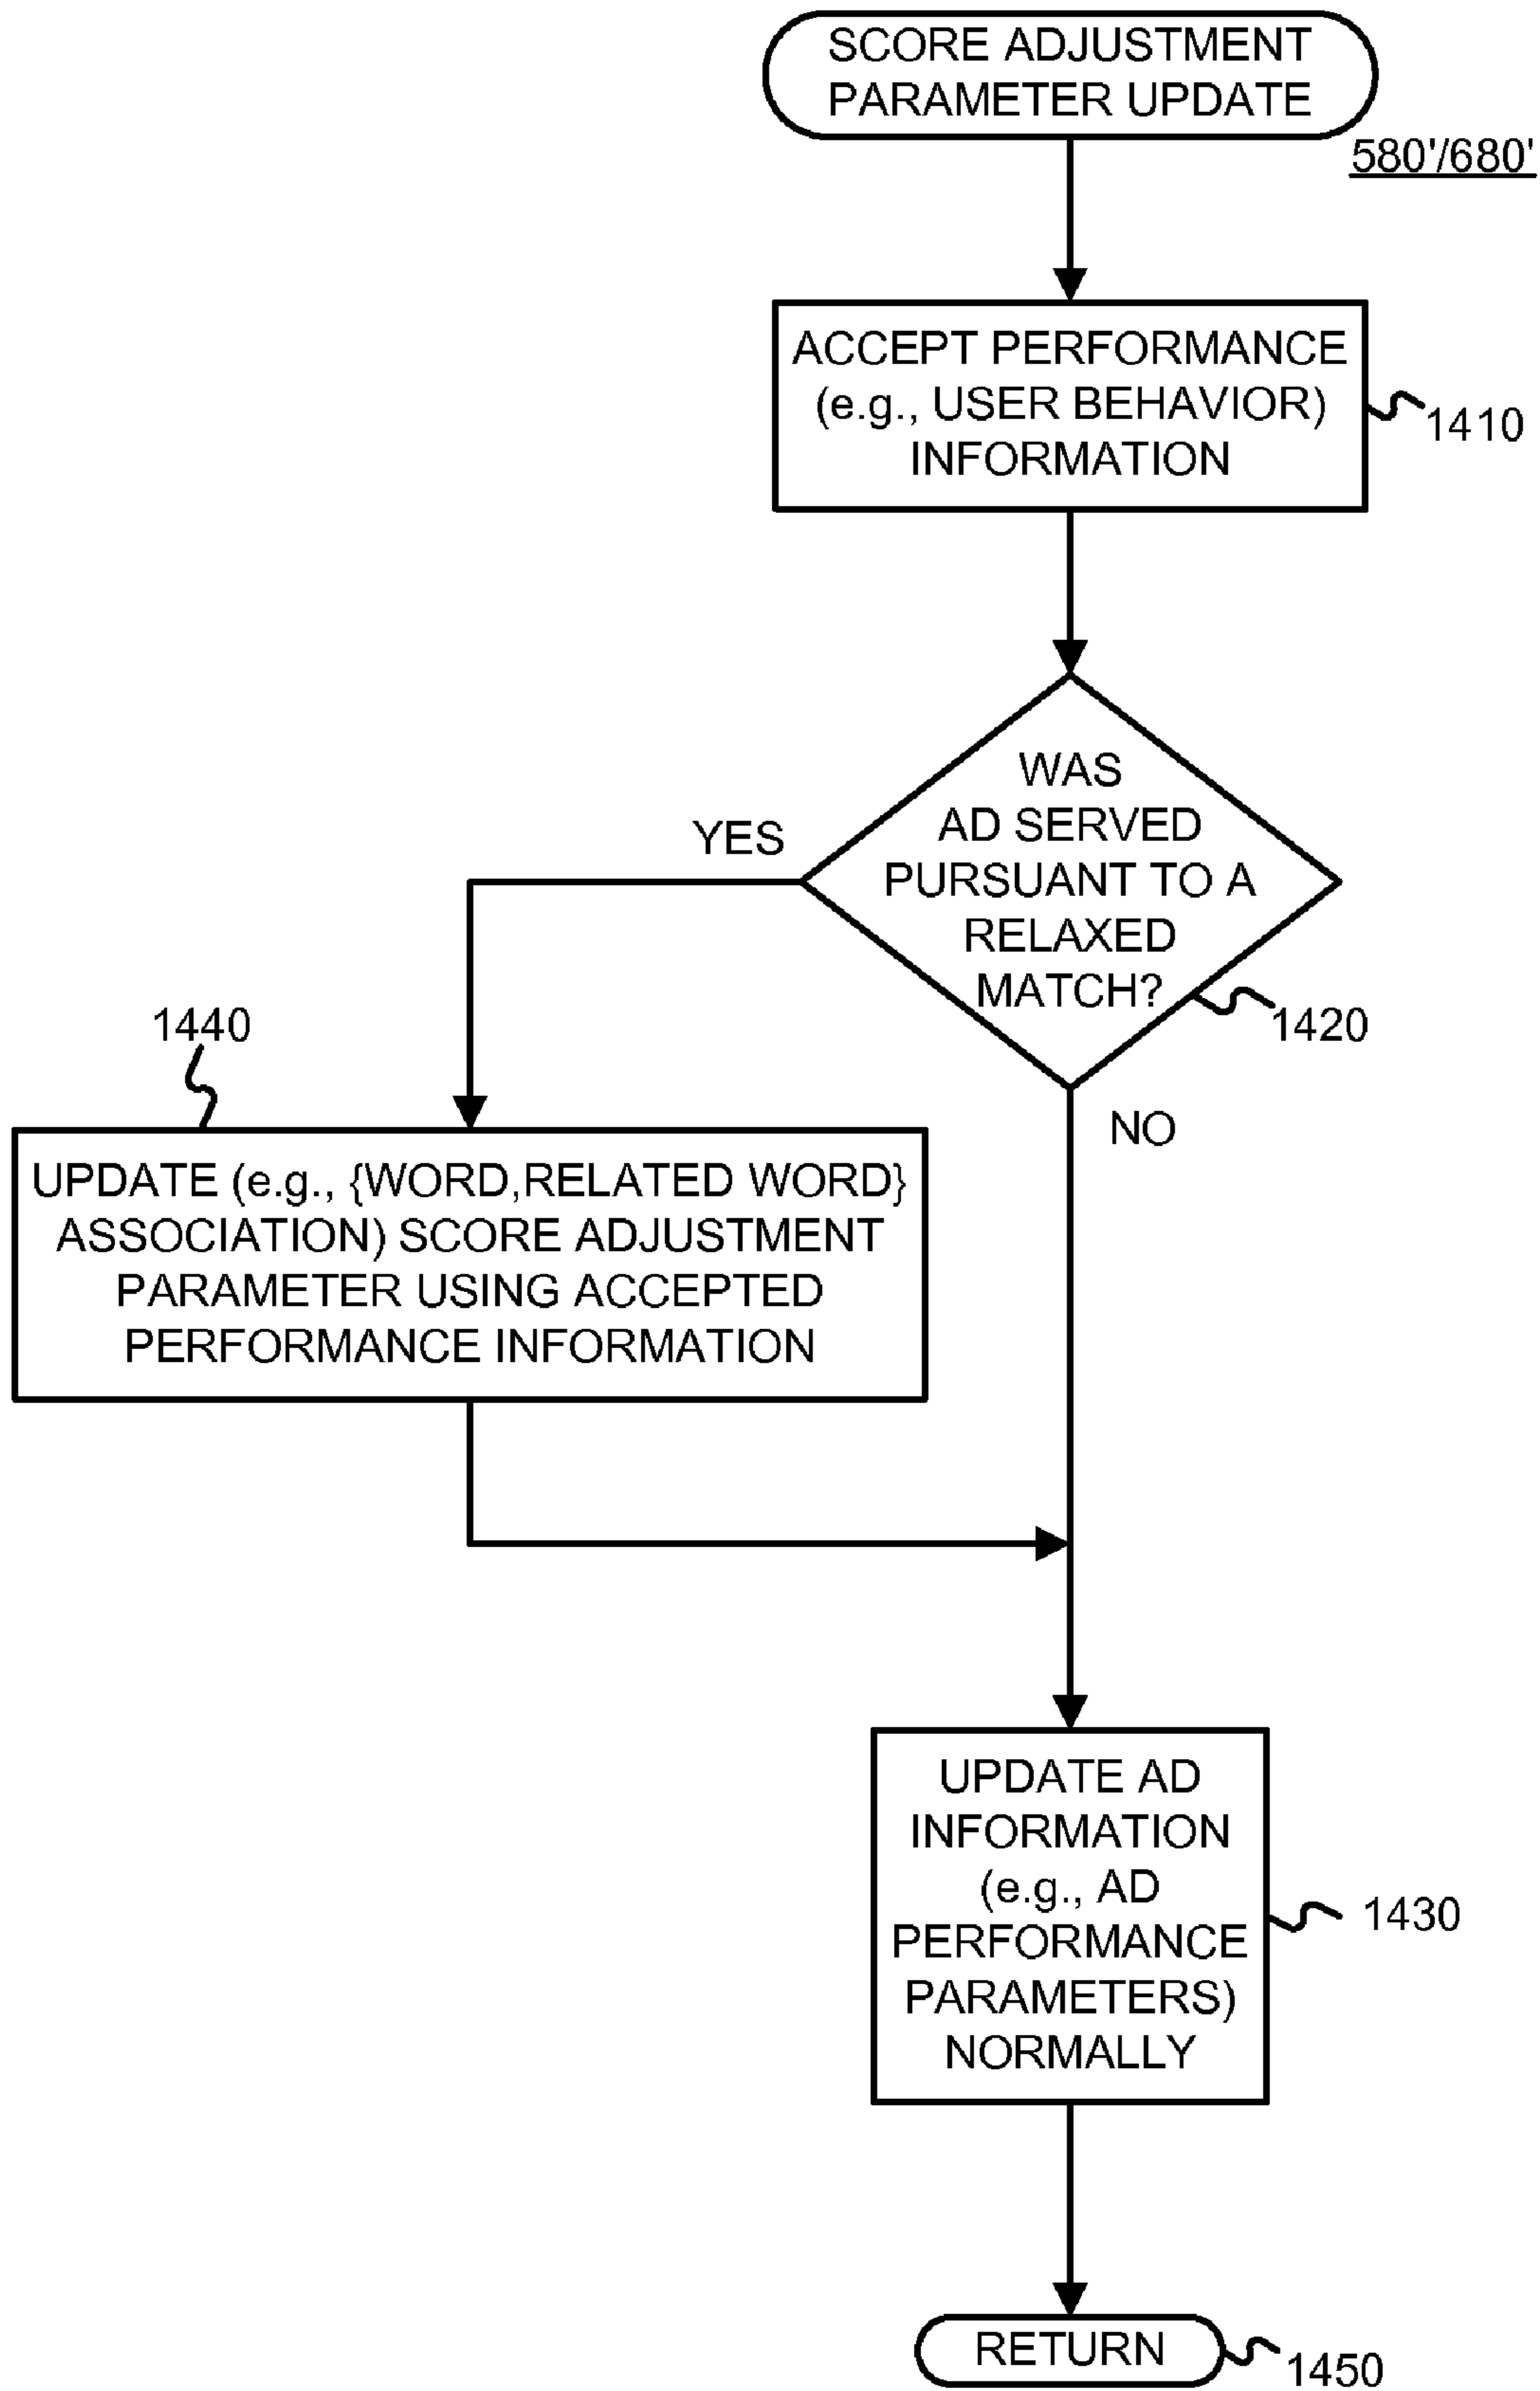 SCORE ADJUSTMENT
PARAMETER UPDATE
580'/680'
ACCEPT PERFORMANCE
(e.g., USER BEHAVIOR)
INFORMATION
1410
WAS
AD SERVED
PURSUANT TO A
RELAXED
MATCH?
YES
1420
1440
NO
UPDATE (e.g., {WORD,RELATED WORD}
ASSOCIATION) SCORE ADJUSTMENT
PARAMETER USING ACCEPTED
PERFORMANCE INFORMATION
UPDATE AD
INFORMATION
(e.g., AD
PERFORMANCE
PARAMETERS)
NORMALLY
1430
RETURN
1450